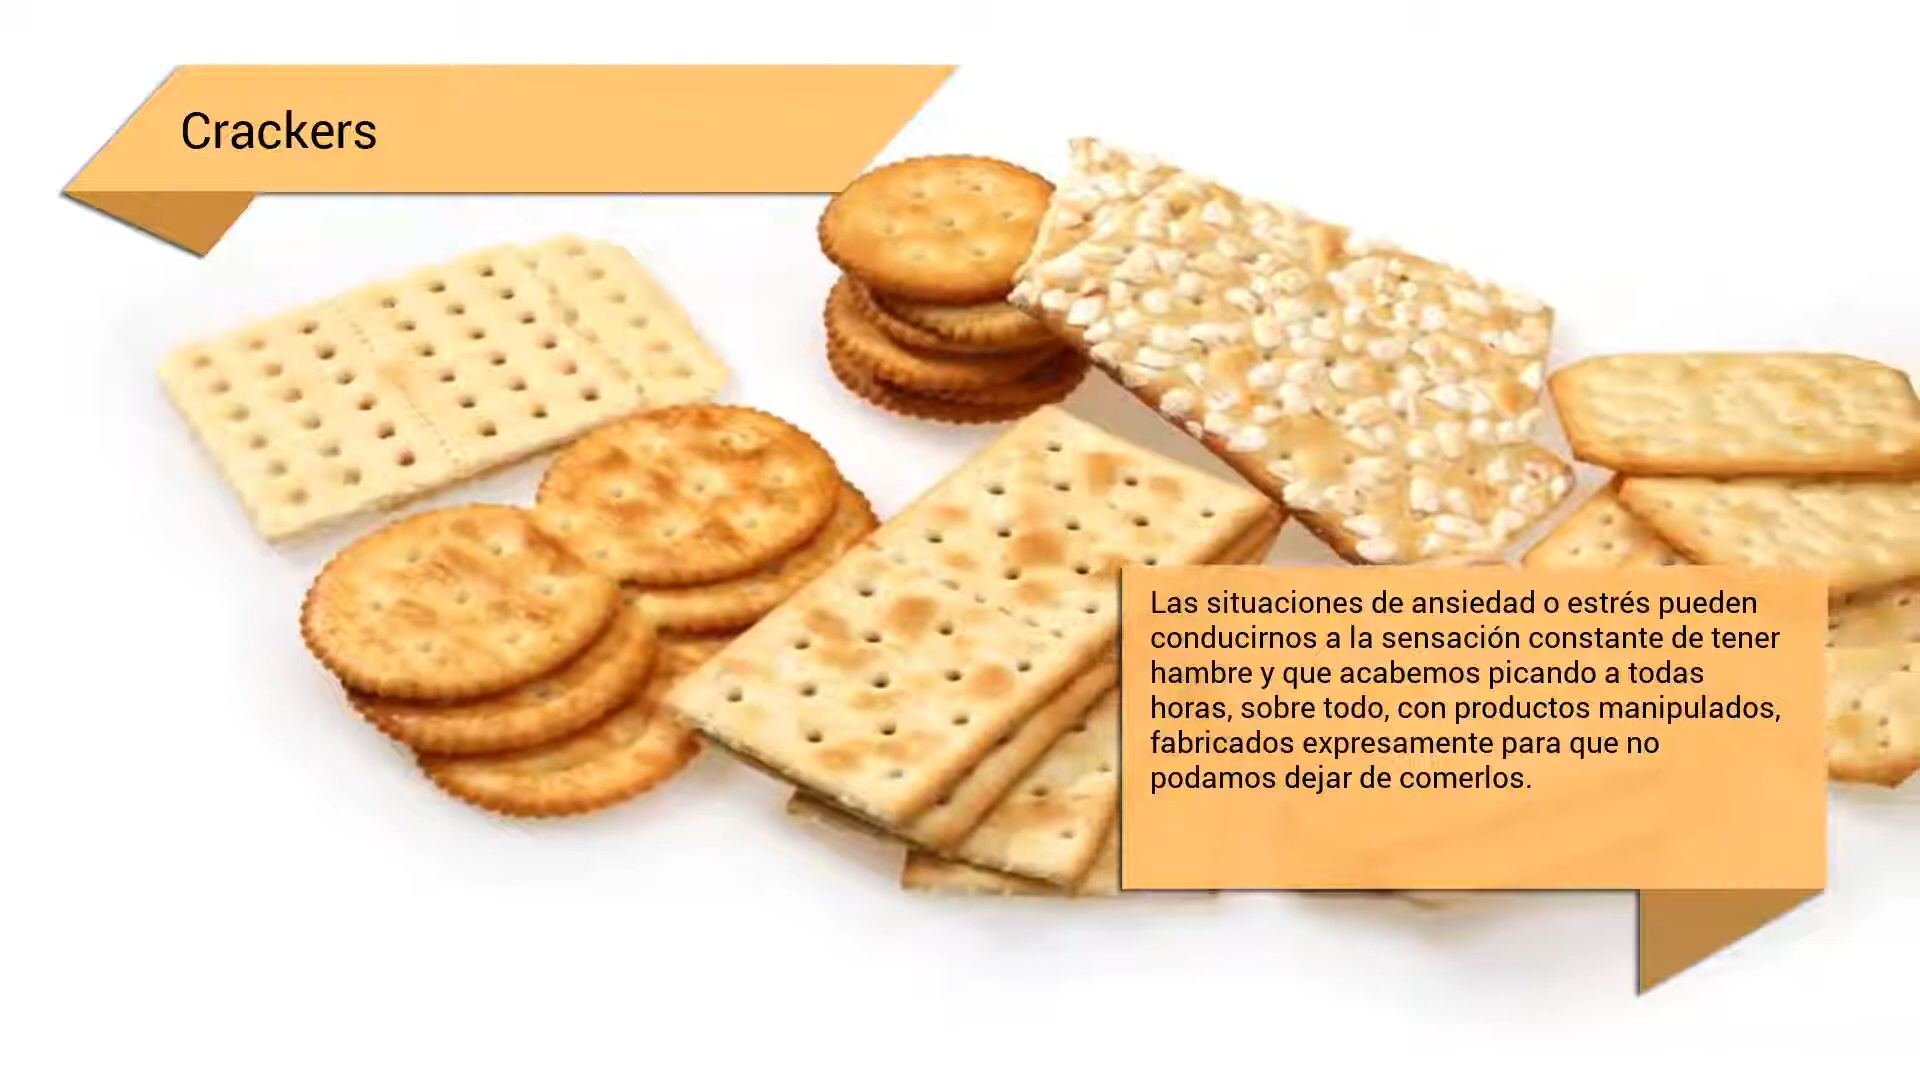 Crackers
Las situaciones de ansiedad o estrés pueden
conducirnos a la sensación constante de tener
hambre y que acabemos picando a todas
horas, sobre todo, con productos manipulados,
fabricados expresamente para que no
podamos dejar de comerlos.